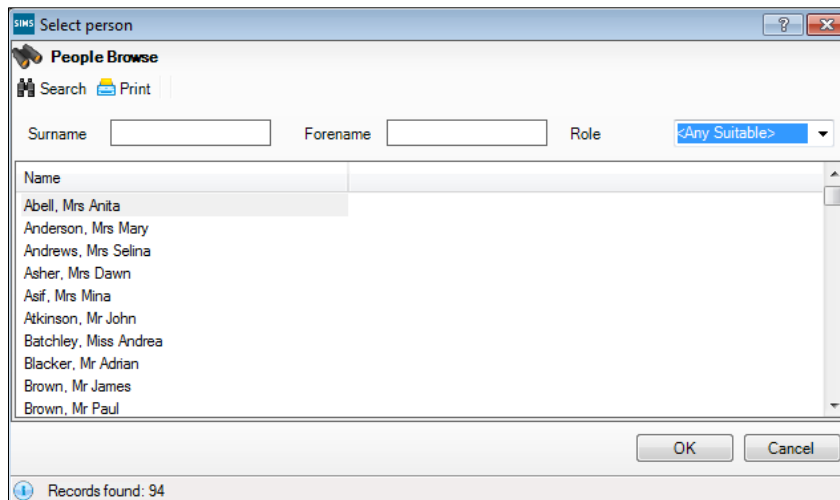 SIMS Select person
People Browse
Search Print
Surname Forename Role <Any Suitable>
Name
Abell, Mrs Anita
Anderson, Mrs Mary
Andrews, Mrs Selina
Asher, Mrs Dawn
Asif, Mrs Mina
Atkinson, Mr John
Batchley, Miss Andrea
Blacker, Mr Adrian
Brown, Mr James
Brown, Mr Paul
OK Cancel
Records found: 94